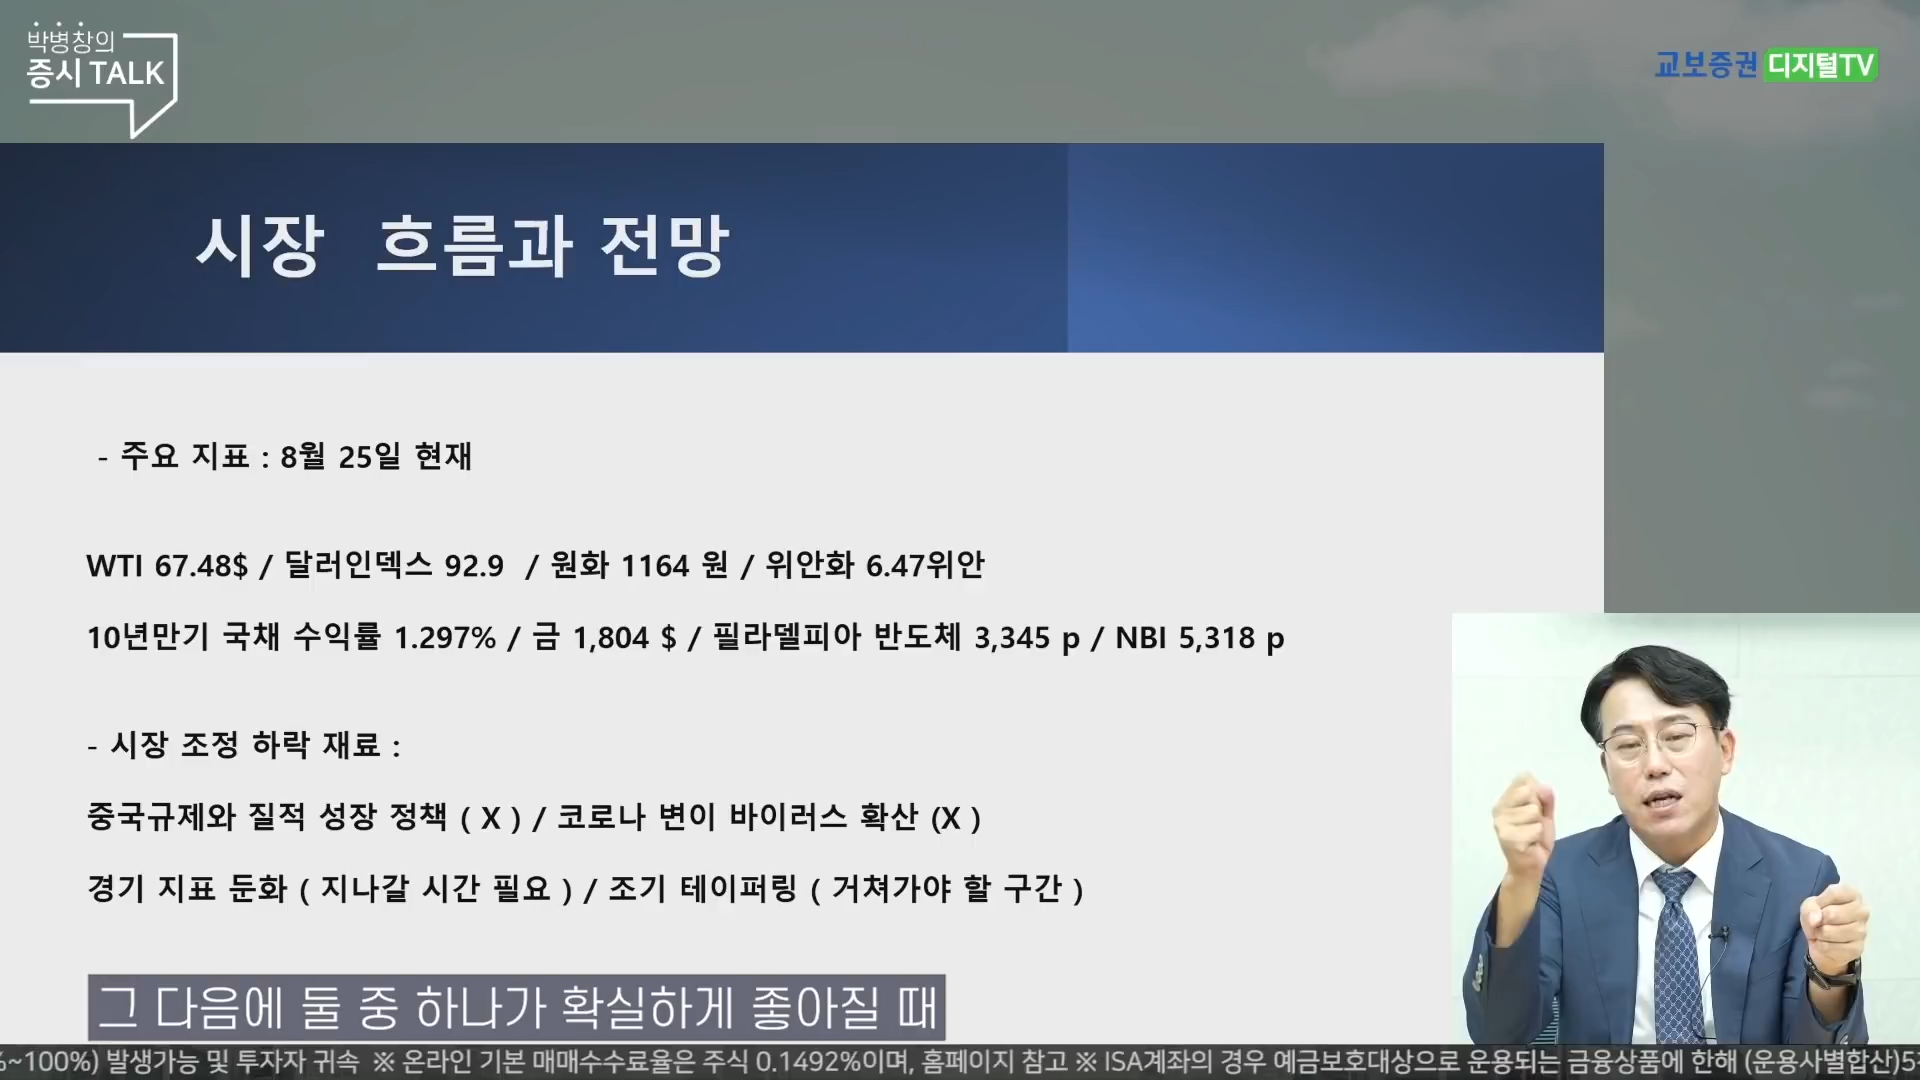 박병창의
증시 TALK
교보증권 디지털TV
시장 흐름과 전망
- 주요 지표 : 8월 25일 현재
WTI 67.48$ / 달러인덱스 92.9 / 원화 1164 원 / 위안화 6.47위안
10년만기 국채 수익률 1.297% / 금 1,804 $ / 필라델피아 반도체 3,345 p / NBI 5,318 p
- 시장 조정 하락 재료 :
중국규제와 질적 성장 정책 ( X ) / 코로나 변이 바이러스 확산 (X )
경기 지표 둔화 ( 지나갈 시간 필요 ) / 조기 테이퍼링 ( 거쳐가야 할 구간 )
그 다음에 둘 중 하나가 확실하게 좋아질 때
~100%) 발생가능 및 투자자 귀속 ※ 온라인 기본 매매수수료율은 주식 0.1492%이며, 홈페이지 참고 ※ ISA계좌의 경우 예금보호대상으로 운용되는 금융상품에 한해 (운용사별합산)5